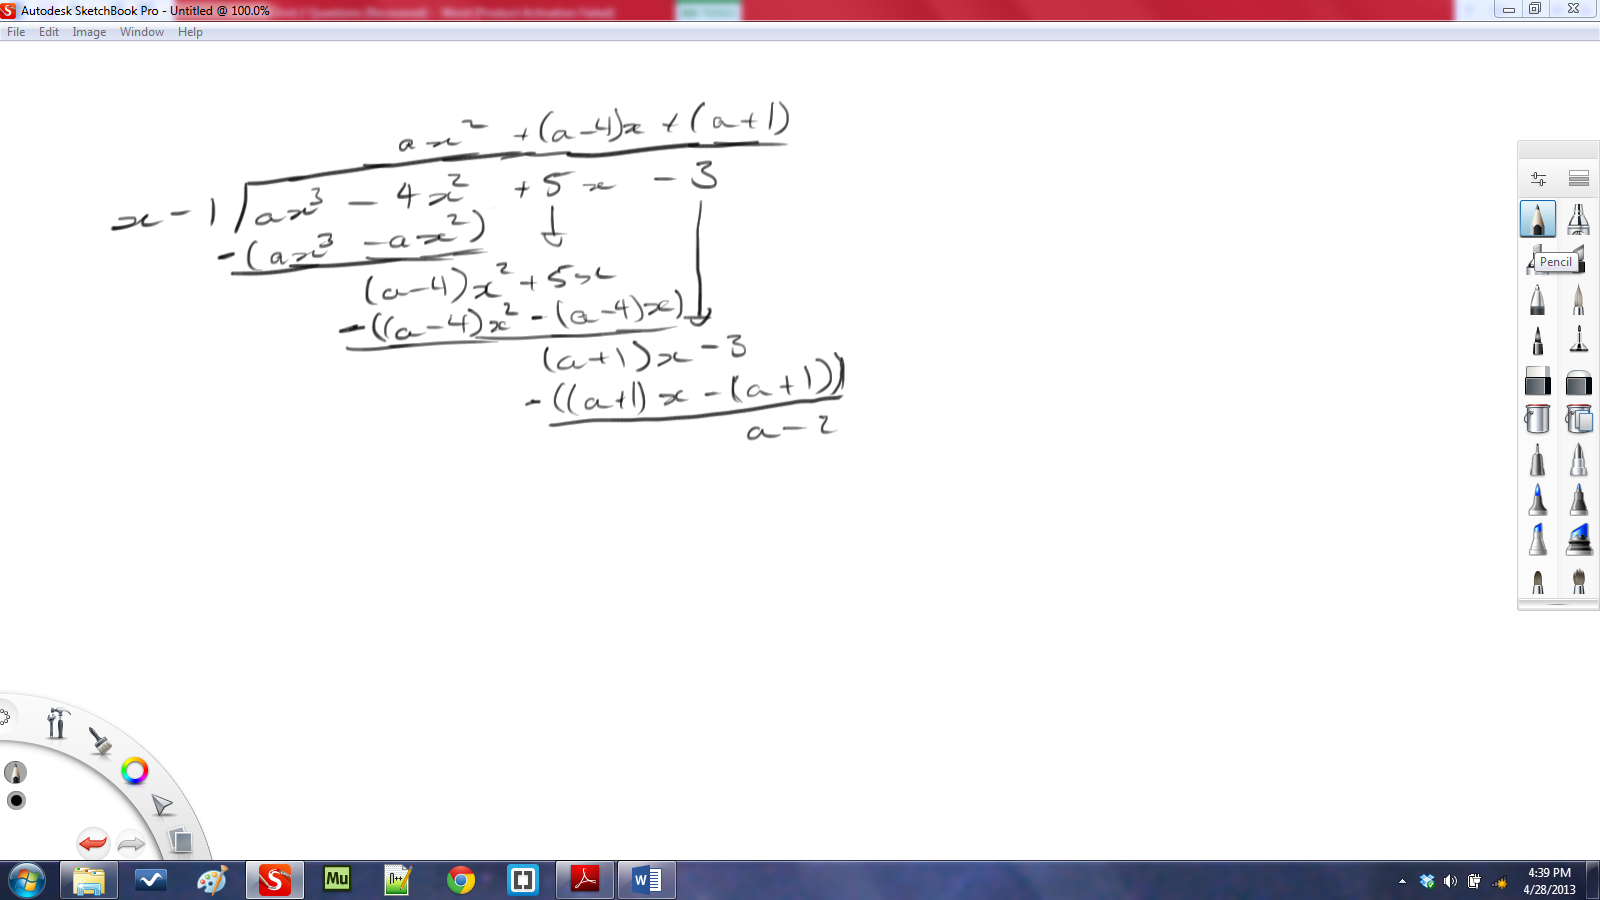 Autodesk SketchBook Pro - Untitled @ 100.0%
File Edit Image Window Help
ax² + (a-4)x + (a+1)
x - 1 ax³ - 4x² + 5x - 3
-(ax³ - ax²)
(a-4)x² + 5x
-((a-4)x² - (a-4)x)
(a+1)x - 3
-((a+1)x - (a+1))
a - 2
Pencil
Mu
4:39 PM
4/28/2013